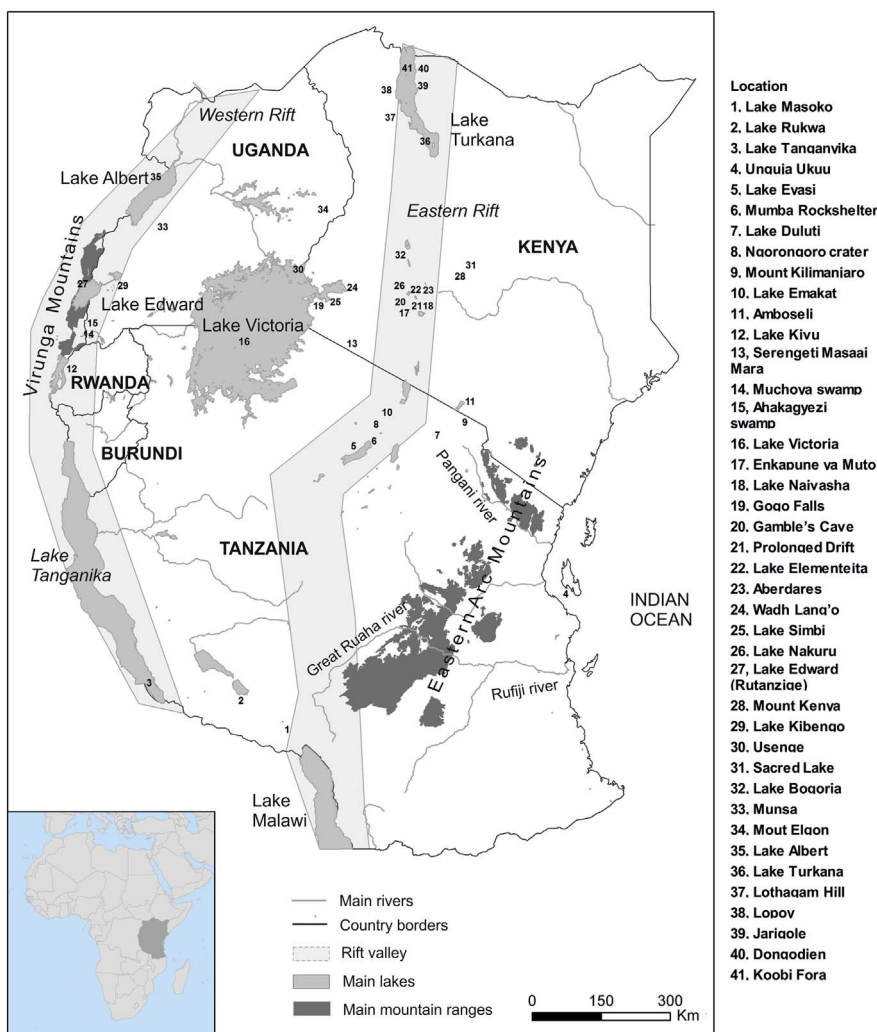 Western Rift
UGANDA
Lake Albert
35
34
33
Virunga Mountains
27
29
Lake Edward
15
14
12
RWANDA
BURUNDI
Lake
Tanganika
3
2
1
TANZANIA
30
24
19
25
Lake Victoria
16
13
41
40
38
39
37
36
Lake
Turkana
Eastern Rift
KENYA
32
31
28
26
22
23
20
21
18
17
10
11
8
9
5
6
7
Pangani river
Eastern Arc Mountains
Great Ruaha river
Rufiji river
4
INDIAN
OCEAN
Lake
Malawi
Main rivers
Country borders
Rift valley
Main lakes
Main mountain ranges
0 150 300
Km
Location
1. Lake Masoko
2. Lake Rukwa
3. Lake Tanganyika
4. Unguja Ukuu
5. Lake Eyasi
6. Mumba Rockshelter
7. Lake Duluti
8. Ngorongoro crater
9. Mount Kilimanjaro
10. Lake Emakat
11. Amboseli
12. Lake Kivu
13, Serengeti Masaai
Mara
14. Muchoya swamp
15, Ahakagyezi
swamp
16. Lake Victoria
17. Enkapune ya Muto
18. Lake Naivasha
19. Gogo Falls
20. Gamble's Cave
21. Prolonged Drift
22. Lake Elementeita
23. Aberdares
24. Wadh Lang'o
25. Lake Simbi
26. Lake Nakuru
27, Lake Edward
(Rutanzige)
28. Mount Kenya
29. Lake Kibengo
30. Usenge
31. Sacred Lake
32. Lake Bogoria
33. Munsa
34. Mout Elgon
35. Lake Albert
36. Lake Turkana
37. Lothagam Hill
38. Lopoy
39. Jarigole
40. Dongodien
41. Koobi Fora